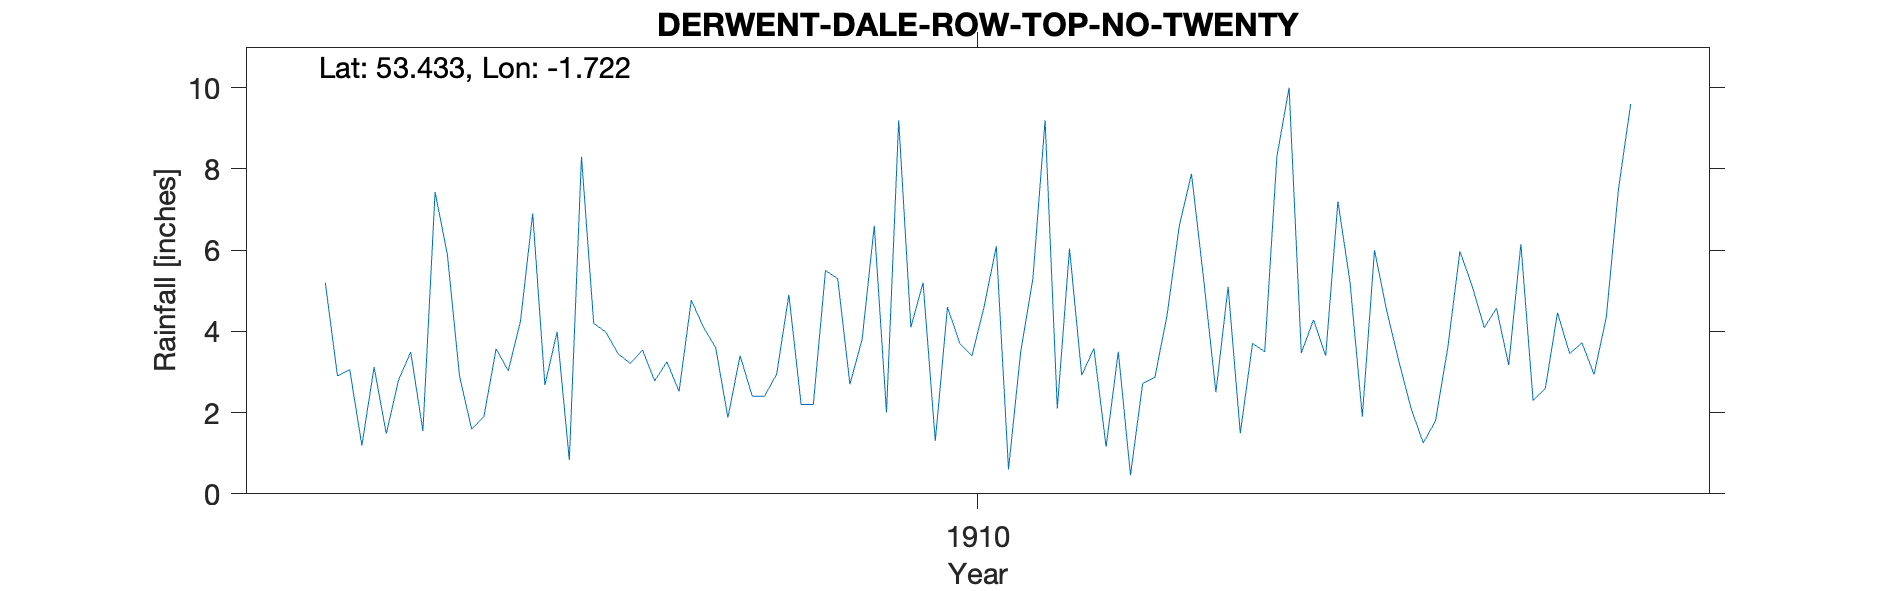 DERWENT-DALE-ROW-TOP-NO-TWENTY
Lat: 53.433, Lon: -1.722
10
8
6
4
2
0
Rainfall [inches]
1910
Year